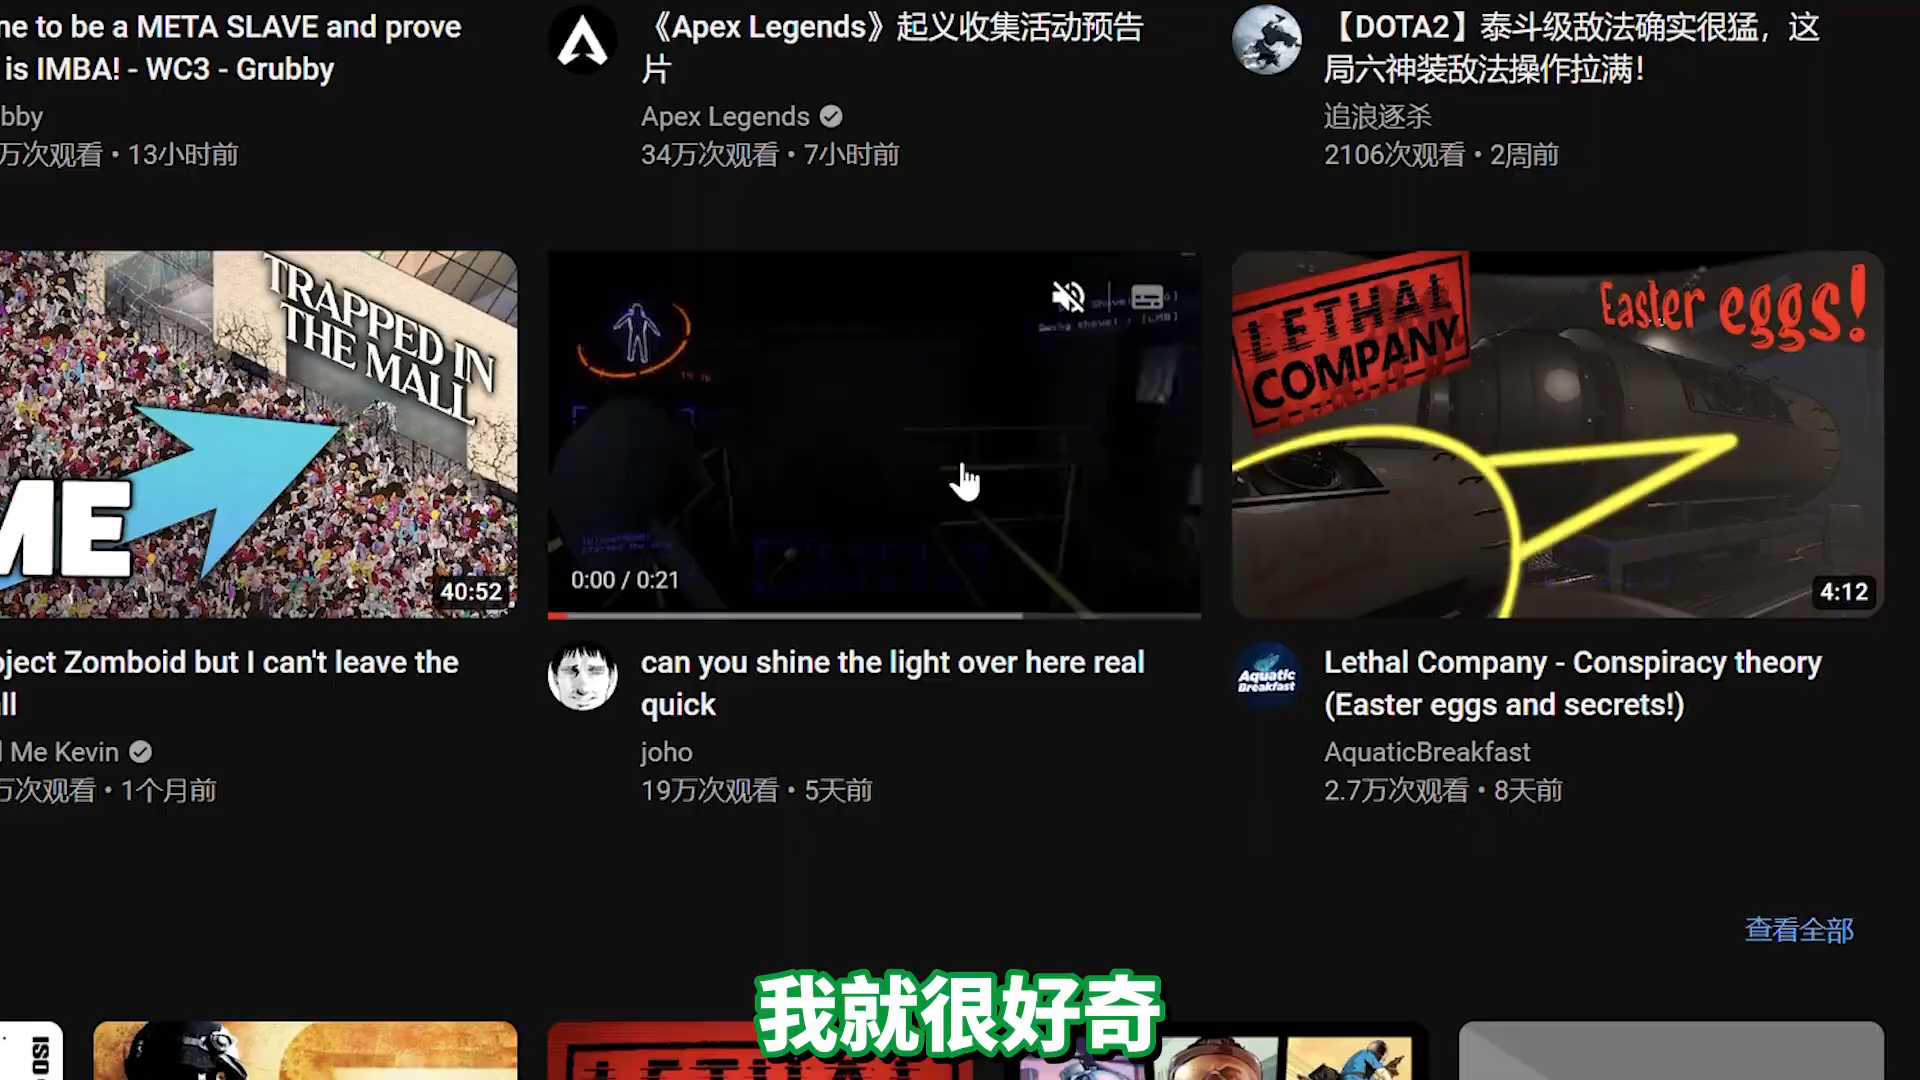 ne to be a META SLAVE and prove
is IMBA! - WC3 - Grubby
bby
万次观看 • 13小时前
《Apex Legends》起义收集活动预告
片
Apex Legends
34万次观看 • 7小时前
【DOTA2】泰斗级敌法确实很猛，这
局六神装敌法操作拉满！
追浪逐杀
2106次观看 • 2周前
TRAPPED IN
THE MALL
ME
40:52
0:00 / 0:21
LETHAL
COMPANY
Easter eggs!
4:12
oject Zomboid but I can't leave the
ll
l Me Kevin
万次观看 • 1个月前
can you shine the light over here real
quick
joho
19万次观看 • 5天前
Aquatic
Breakfast
Lethal Company - Conspiracy theory
(Easter eggs and secrets!)
AquaticBreakfast
2.7万次观看 • 8天前
查看全部
我就很好奇
LETHAL